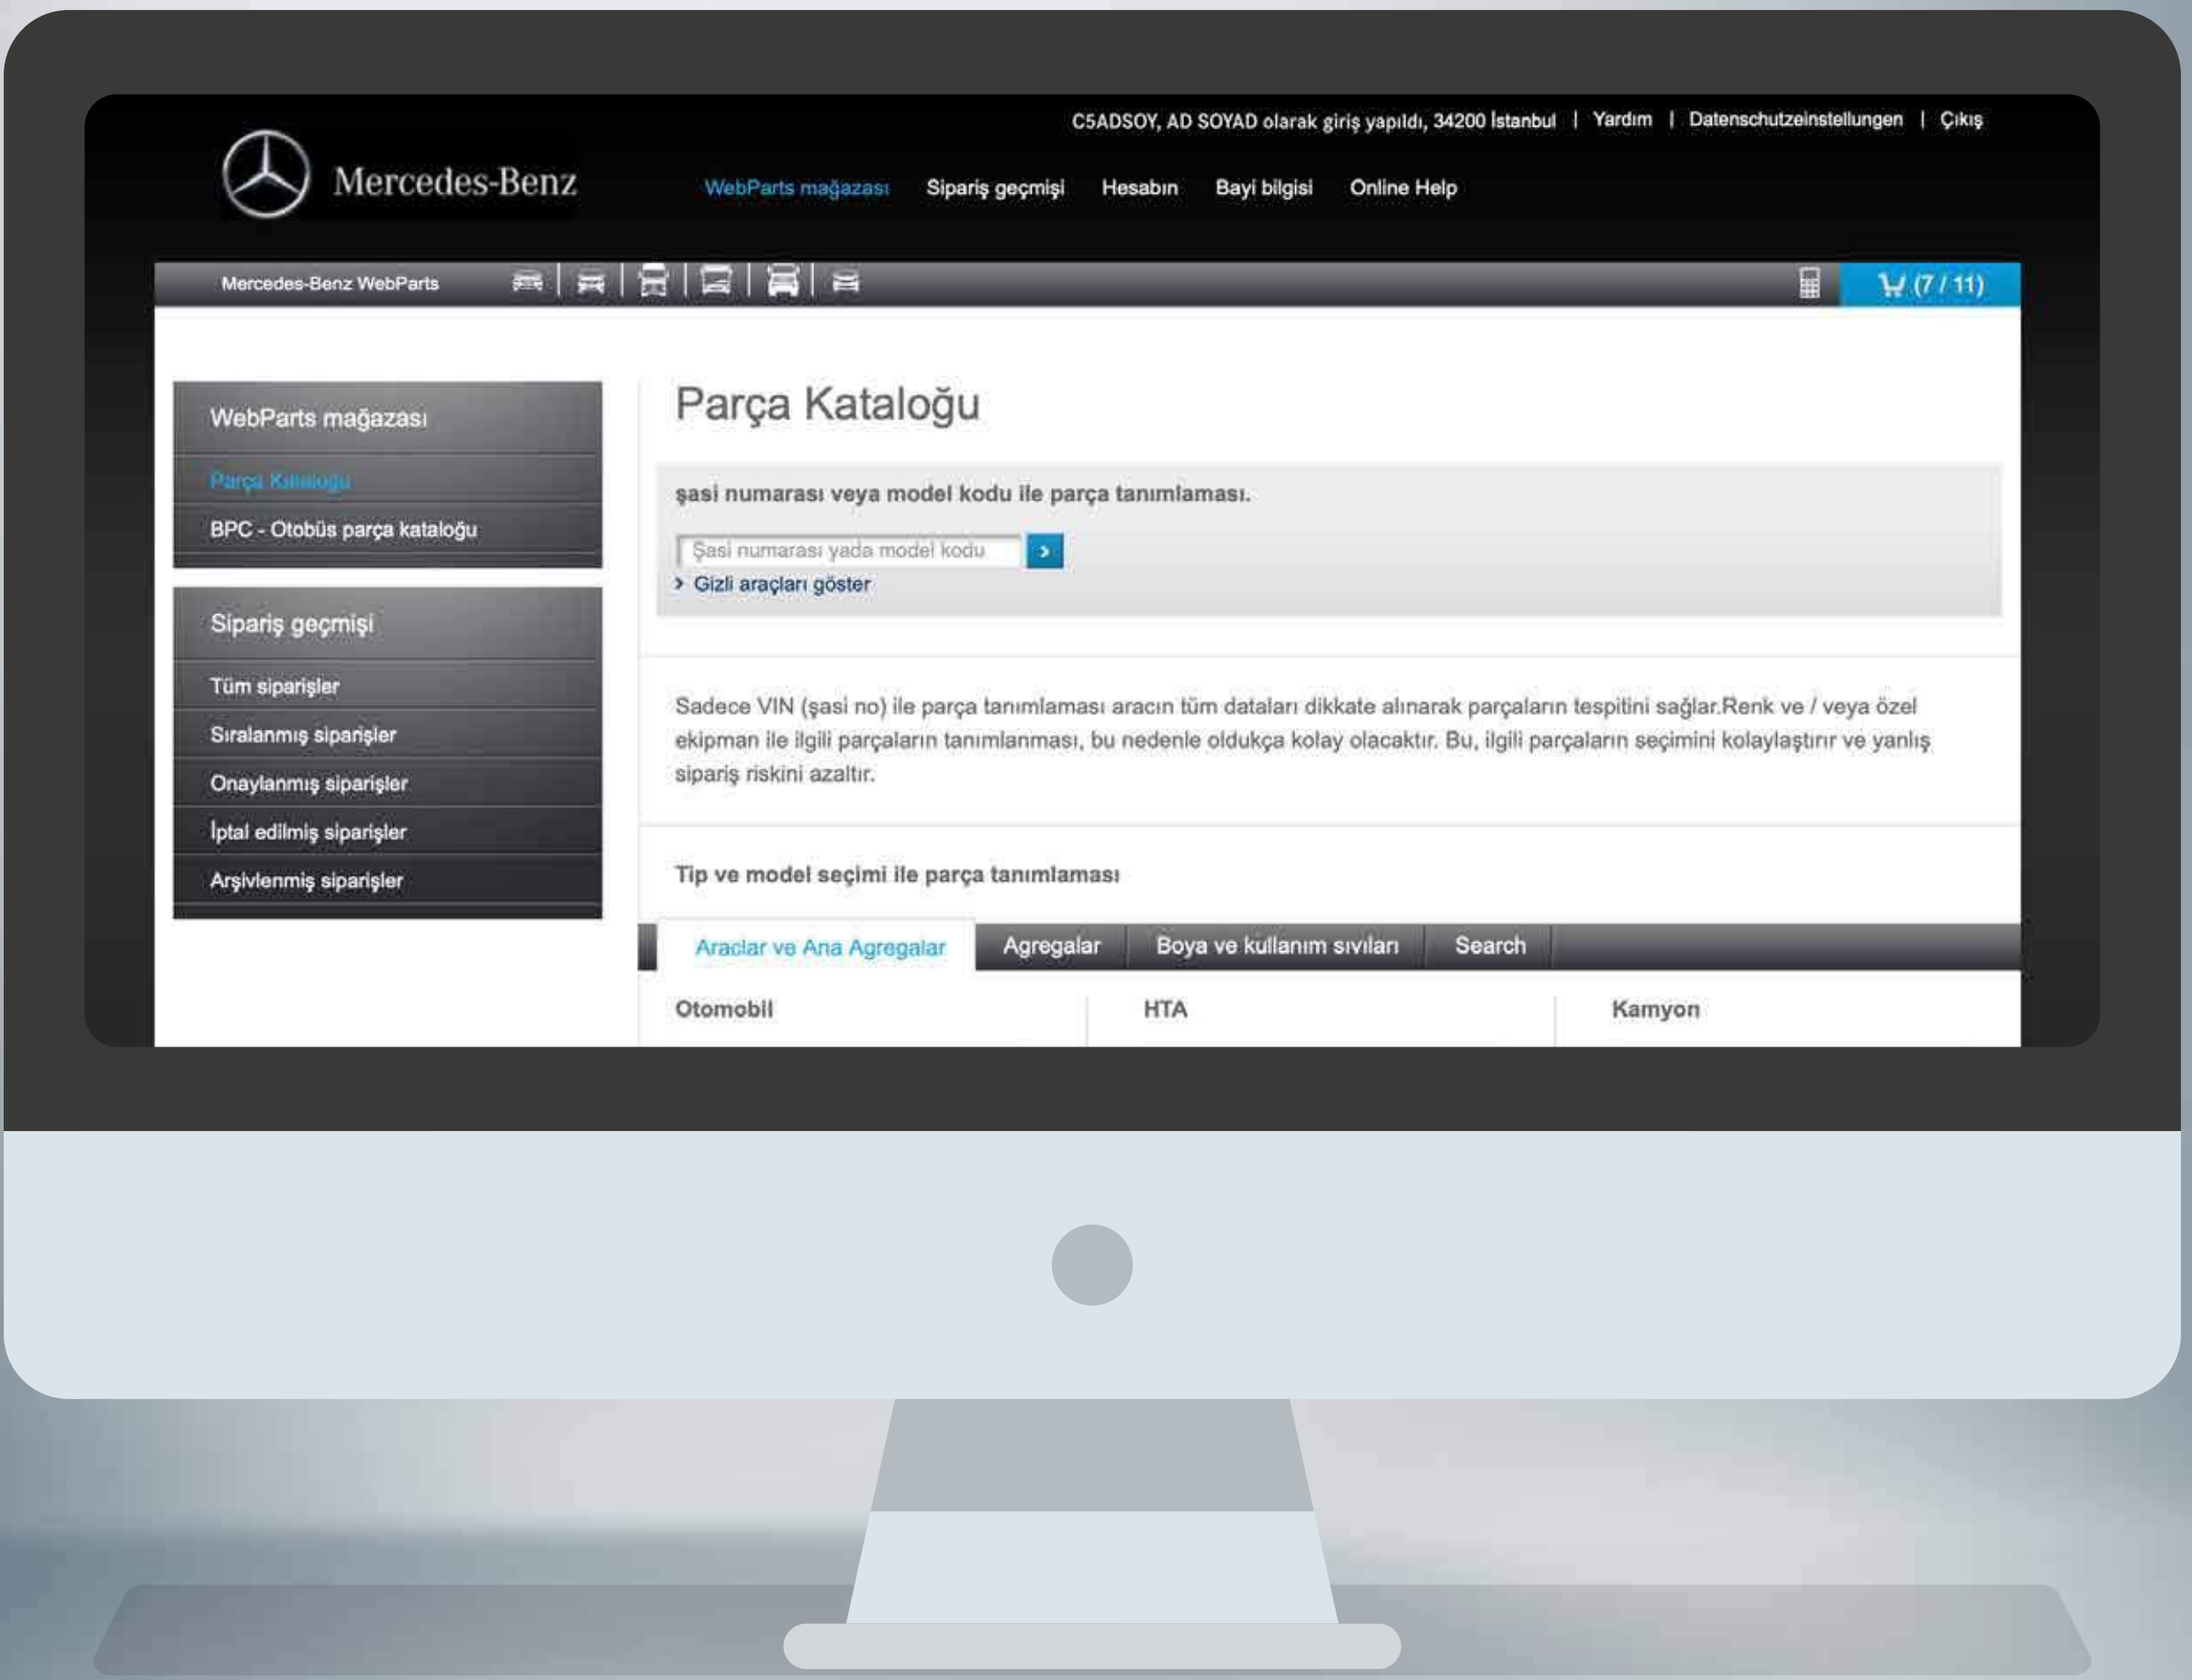 C5ADSOY, AD SOYAD olarak giriş yapıldı, 34200 İstanbul | Yardım | Datenschutzeinstellungen | Çıkış
Mercedes-Benz
WebParts mağazası Sipariş geçmişi Hesabın Bayi bilgisi Online Help
Mercedes-Benz WebParts (7 / 11)
WebParts mağazası
Parça Kataloğu
BPC - Otobüs parça kataloğu
Sipariş geçmişi
Tüm siparişler
Sıralanmış siparişler
Onaylanmış siparişler
İptal edilmiş siparişler
Arşivlenmiş siparişler
Parça Kataloğu
şasi numarası veya model kodu ile parça tanımlaması.
Şasi numarası yada model kodu
Gizli araçları göster
Sadece VIN (şasi no) ile parça tanımlaması aracın tüm dataları dikkate alınarak parçaların tespitini sağlar.Renk ve / veya özel
ekipman ile ilgili parçaların tanımlanması, bu nedenle oldukça kolay olacaktır. Bu, ilgili parçaların seçimini kolaylaştırır ve yanlış
sipariş riskini azaltır.
Tip ve model seçimi ile parça tanımlaması
Araclar ve Ana Agregalar Agregalar Boya ve kullanım sıvıları Search
Otomobil HTA Kamyon